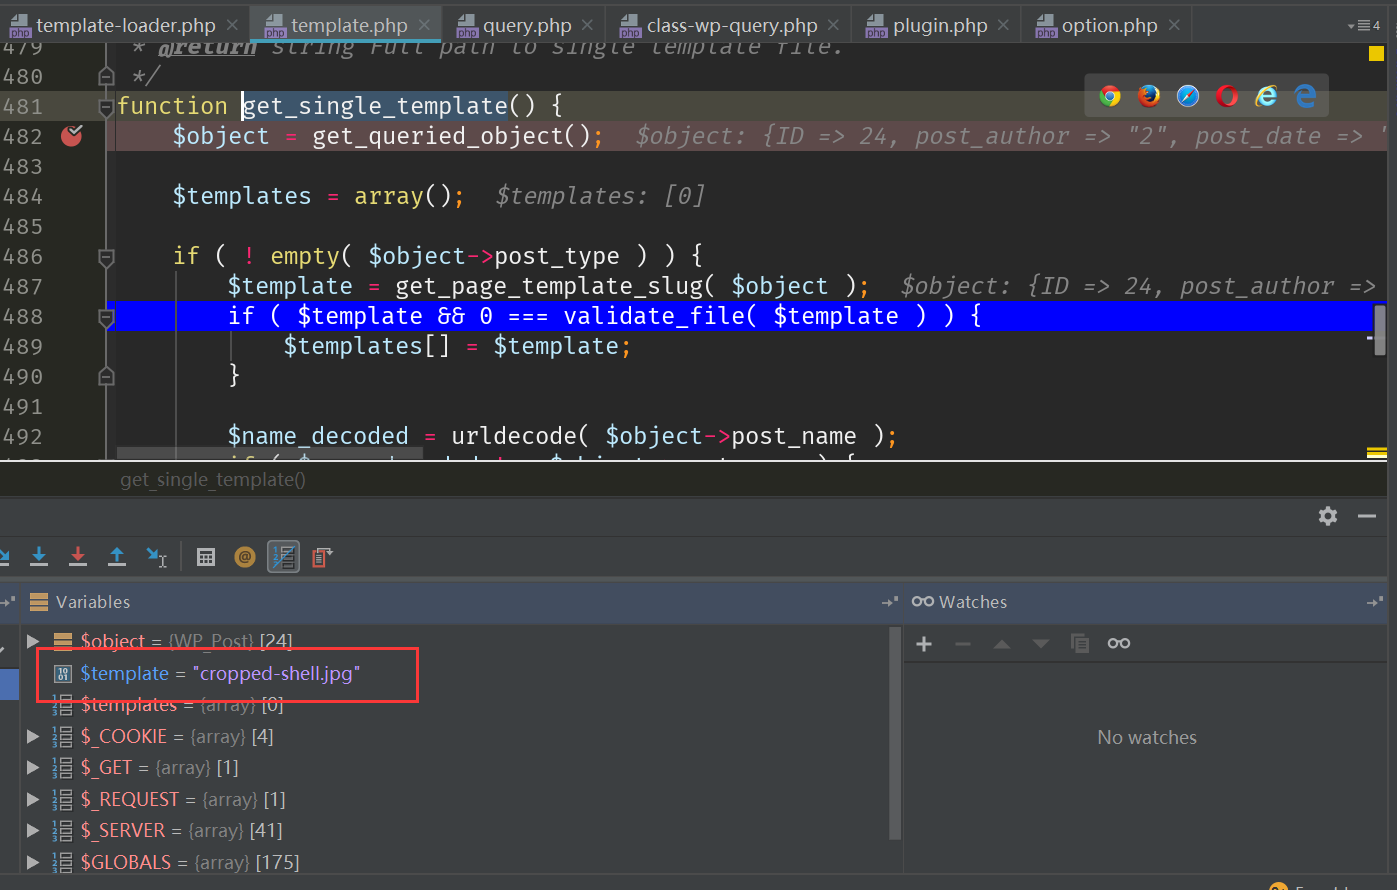 template-loader.php template.php query.php class-wp-query.php plugin.php option.php 4
479 * @return string Full path to single template file.
480 */
481 function get_single_template() {
482 $object = get_queried_object(); $object: {ID => 24, post_author => "2", post_date => '
483
484 $templates = array(); $templates: [0]
485
486 if ( ! empty( $object->post_type ) ) {
487 $template = get_page_template_slug( $object ); $object: {ID => 24, post_author =>
488 if ( $template && 0 === validate_file( $template ) ) {
489 $templates[] = $template;
490 }
491
492 $name_decoded = urldecode( $object->post_name );
get_single_template()
Variables
Watches
$object = {WP_Post} [24]
$template = "cropped-shell.jpg"
$templates = {array} [0]
$_COOKIE = {array} [4]
$_GET = {array} [1]
$_REQUEST = {array} [1]
$_SERVER = {array} [41]
$GLOBALS = {array} [175]
No watches